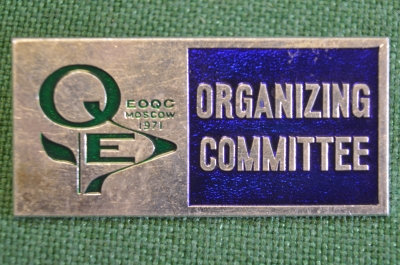 Q
EOQC
MOSCOW
1971
E
ORGANIZING
COMMITTEE